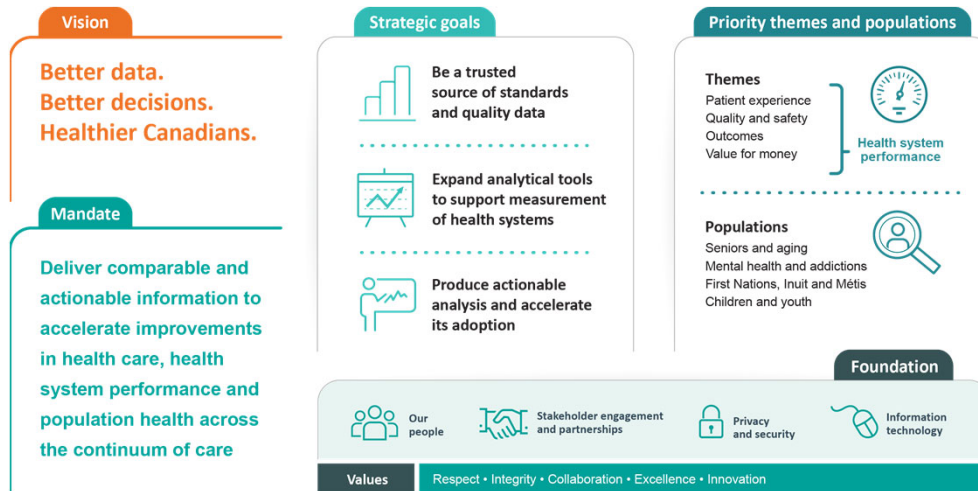 Vision
Better data.
Better decisions.
Healthier Canadians.
Mandate
Deliver comparable and
actionable information to
accelerate improvements
in health care, health
system performance and
population health across
the continuum of care
Strategic goals
Be a trusted
source of standards
and quality data
Expand analytical tools
to support measurement
of health systems
Produce actionable
analysis and accelerate
its adoption
Priority themes and populations
Themes
Patient experience
Quality and safety
Outcomes
Value for money
Health system
performance
Populations
Seniors and aging
Mental health and addictions
First Nations, Inuit and Métis
Children and youth
Foundation
Our
people
Stakeholder engagement
and partnerships
Privacy
and security
Information
technology
Values
Respect • Integrity • Collaboration • Excellence • Innovation